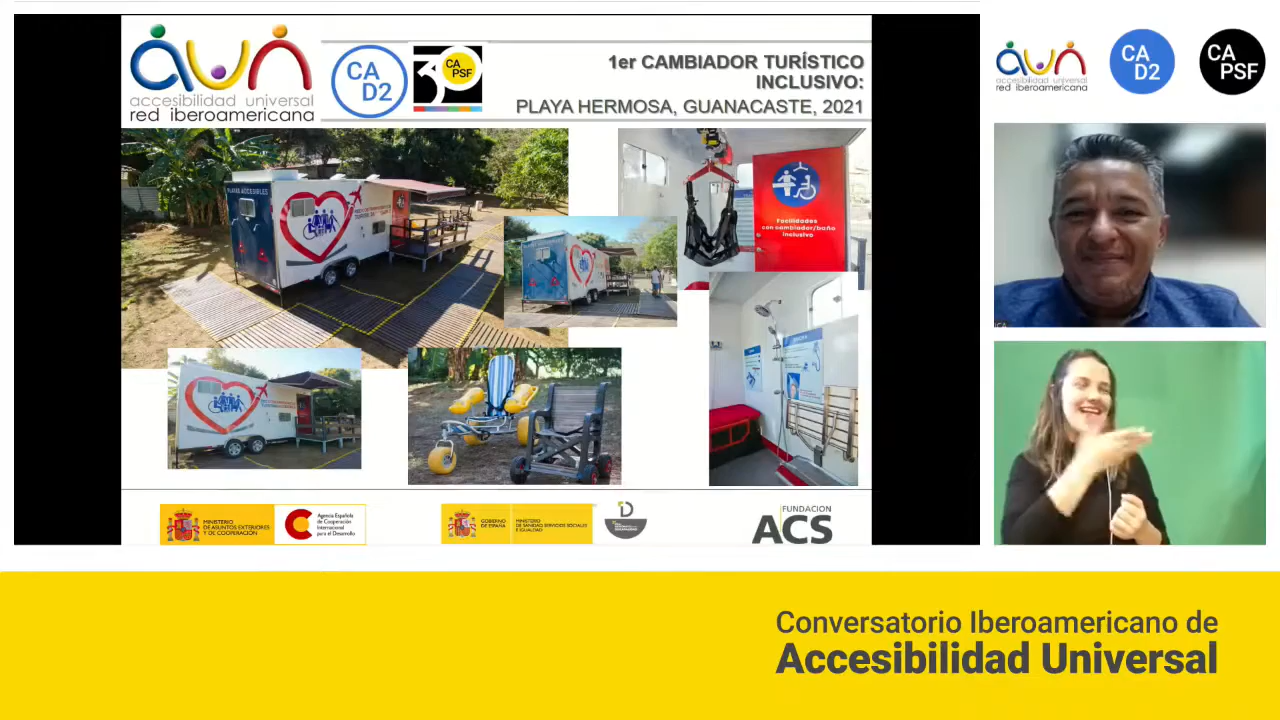 accesibilidad universal
red iberoamericana
CA
D2
30
CA
PSF
1er CAMBIADOR TURÍSTICO
INCLUSIVO:
PLAYA HERMOSA, GUANACASTE, 2021
PLAYAS ACCESIBLES
Facilidades
con cambiador/baño
inclusivo
MINISTERIO
DE ASUNTOS EXTERIORES
Y DE COOPERACIÓN
Agencia Española
de Cooperación
Internacional
para el Desarrollo
GOBIERNO
DE ESPAÑA
MINISTERIO
DE SANIDAD, SERVICIOS SOCIALES
E IGUALDAD
FUNDACION
ACS
accesibilidad universal
red iberoamericana
CA
D2
CA
PSF
Conversatorio Iberoamericano de
Accesibilidad Universal